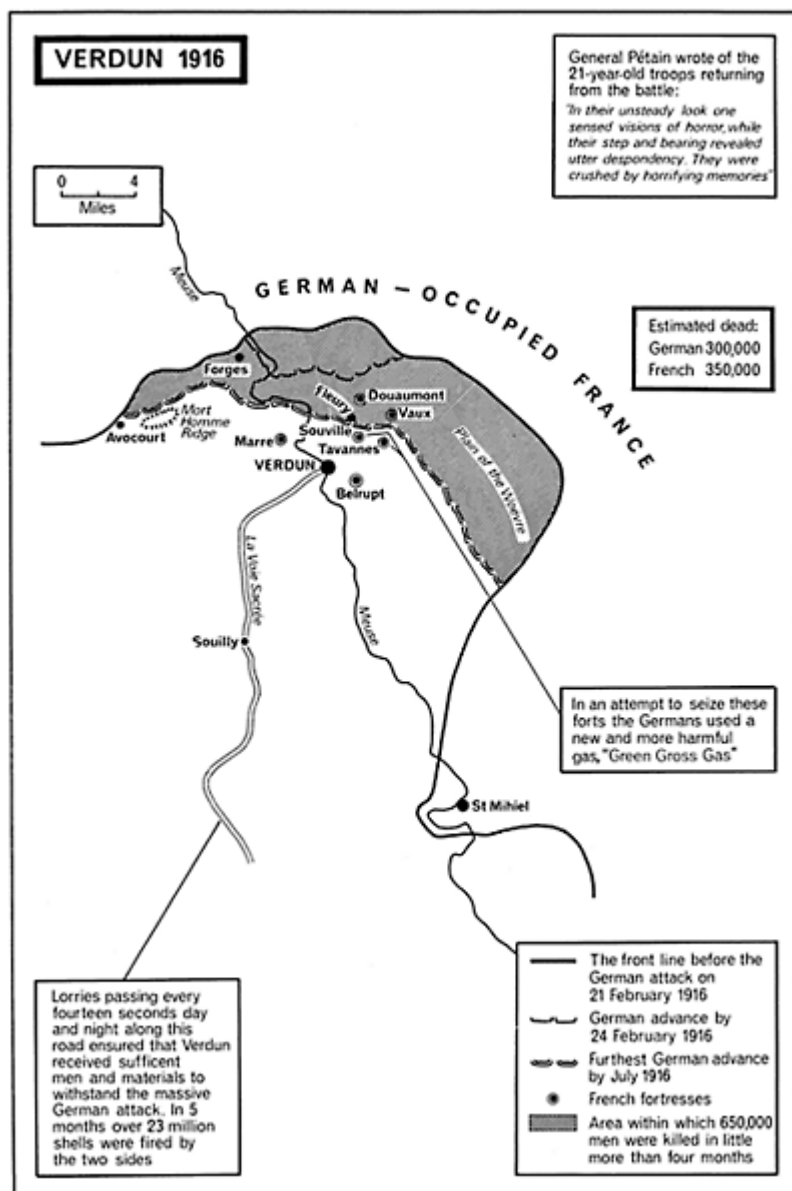 VERDUN 1916
General Pétain wrote of the
21-year-old troops returning
from the battle:
"In their unsteady look one
sensed visions of horror, while
their step and bearing revealed
utter despondency. They were
crushed by horrifying memories"
0 4
Miles
Meuse
GERMAN – OCCUPIED FRANCE
Estimated dead:
German 300,000
French 350,000
Forges
Douaumont
Fleury
Vaux
Mort
Homme
Ridge
Avocourt
Souville
Marre
Tavannes
VERDUN
Belrupt
Plain of the Woevre
La Voie Sacrée
Meuse
Souilly
In an attempt to seize these
forts the Germans used a
new and more harmful
gas, "Green Gross Gas"
St Mihiel
Lorries passing every
fourteen seconds day
and night along this
road ensured that Verdun
received sufficent
men and materials to
withstand the massive
German attack. In 5
months over 23 million
shells were fired by
the two sides
The front line before the
German attack on
21 February 1916
German advance by
24 February 1916
Furthest German advance
by July 1916
French fortresses
Area within which 650,000
men were killed in little
more than four months